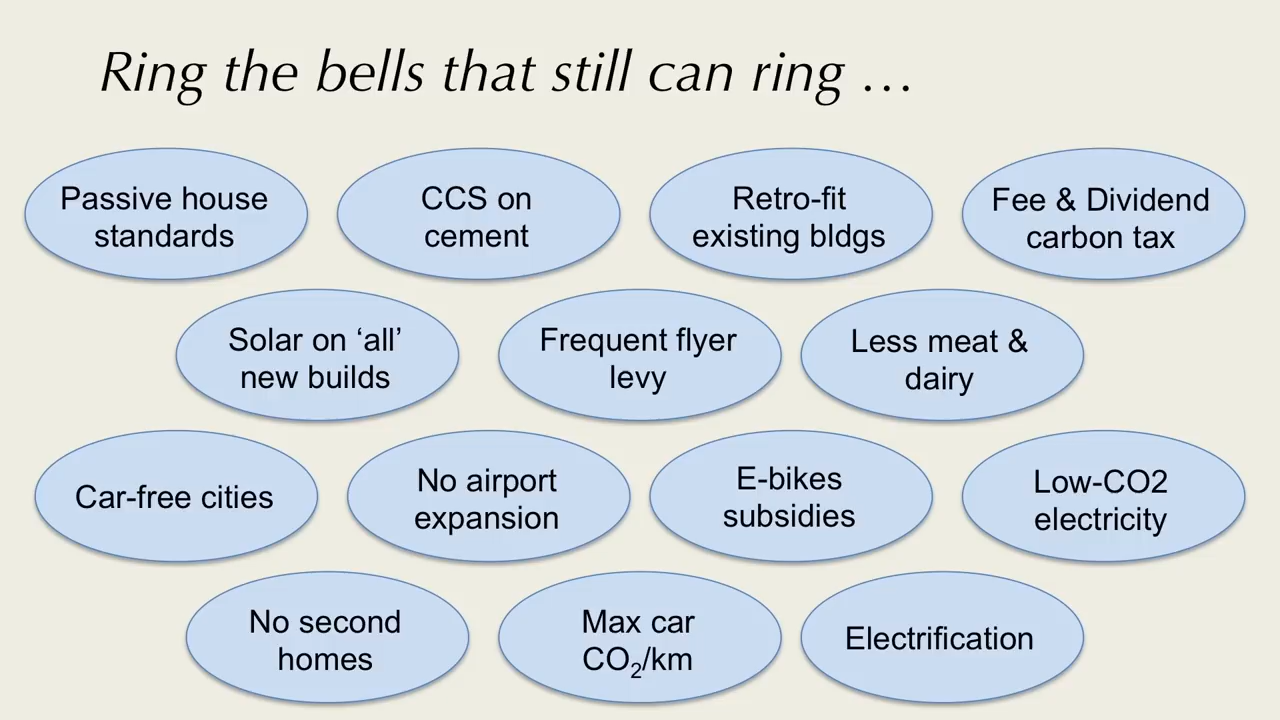 Ring the bells that still can ring …
Passive house
standards
CCS on
cement
Retro-fit
existing bldgs
Fee & Dividend
carbon tax
Solar on ‘all’
new builds
Frequent flyer
levy
Less meat &
dairy
Car-free cities
No airport
expansion
E-bikes
subsidies
Low-CO2
electricity
No second
homes
Max car
CO₂/km
Electrification